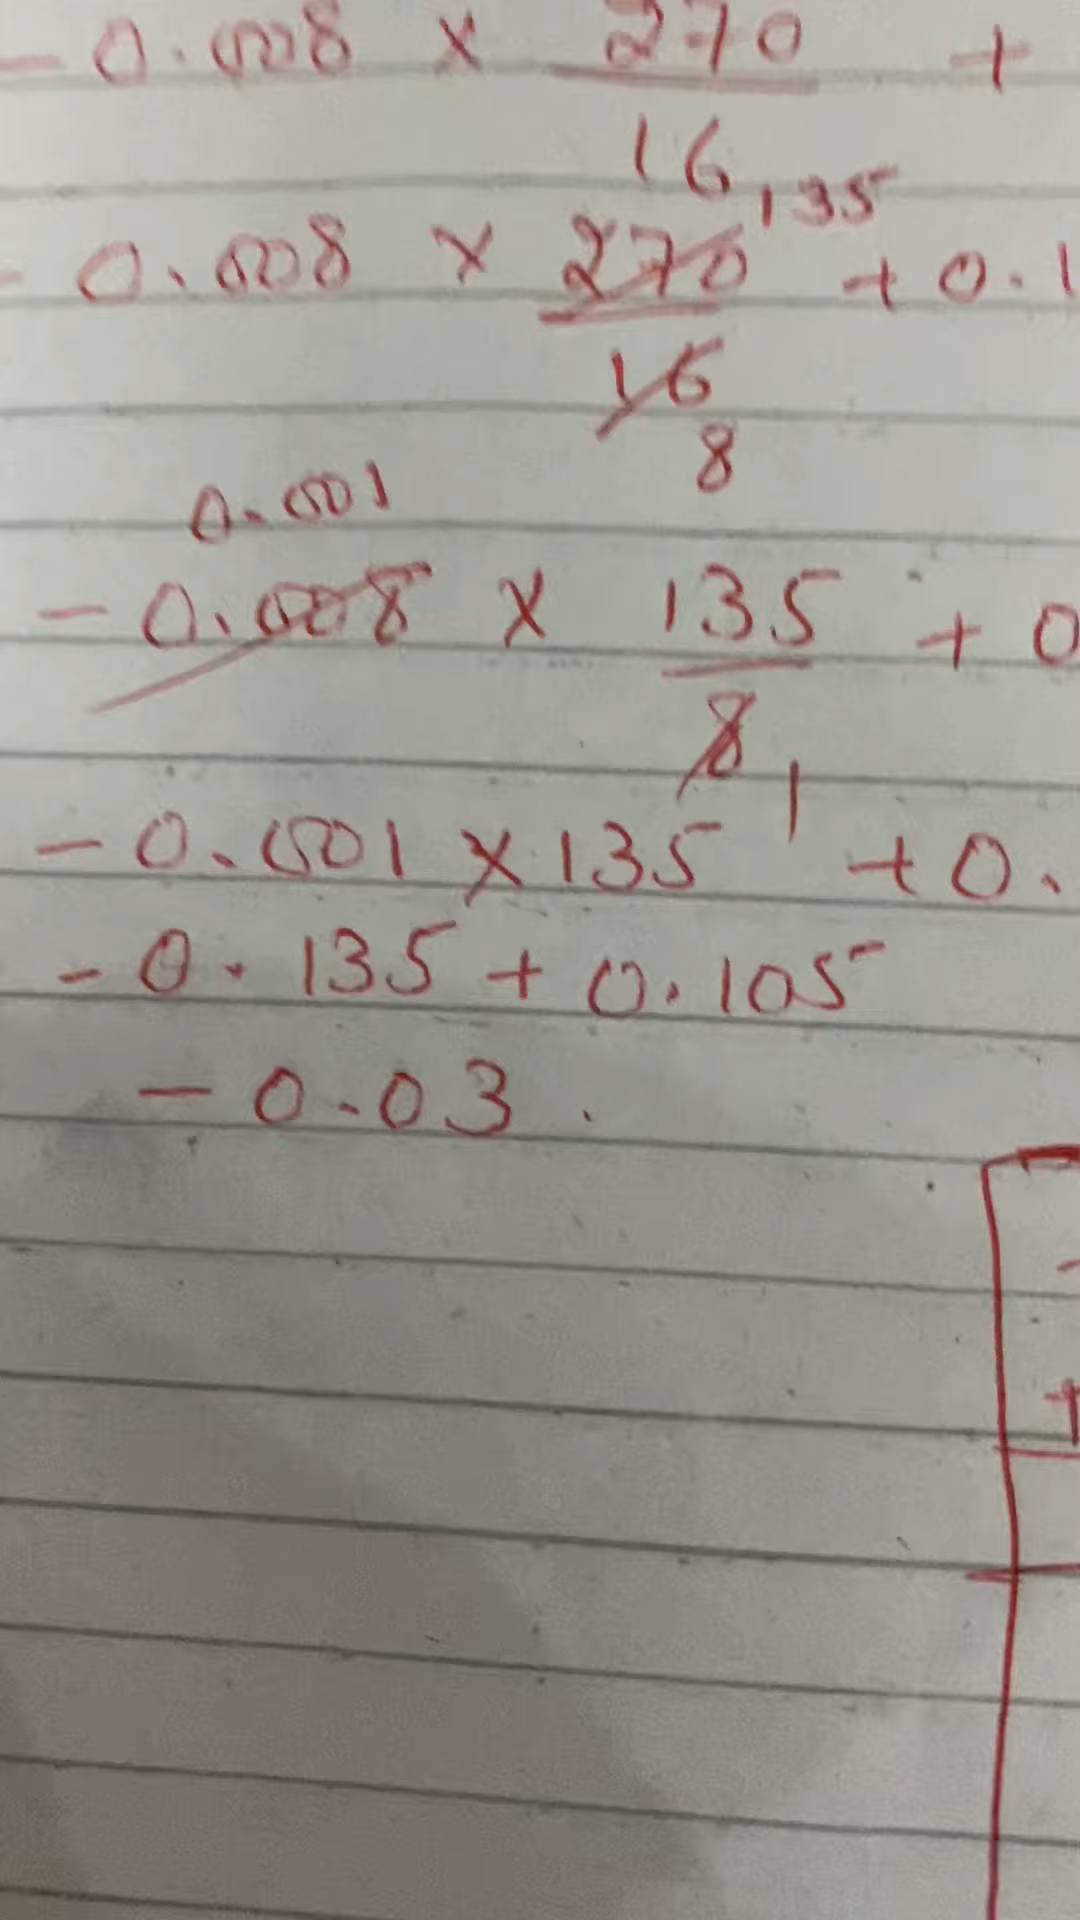 - 0.008 × 270 +
16
- 0.008 × 270 135 + 0.1
16
8
0.001
- 0.008 × 135 + 0
8 1
- 0.001 × 135 + 0.
- 0.135 + 0.105
- 0.03 .